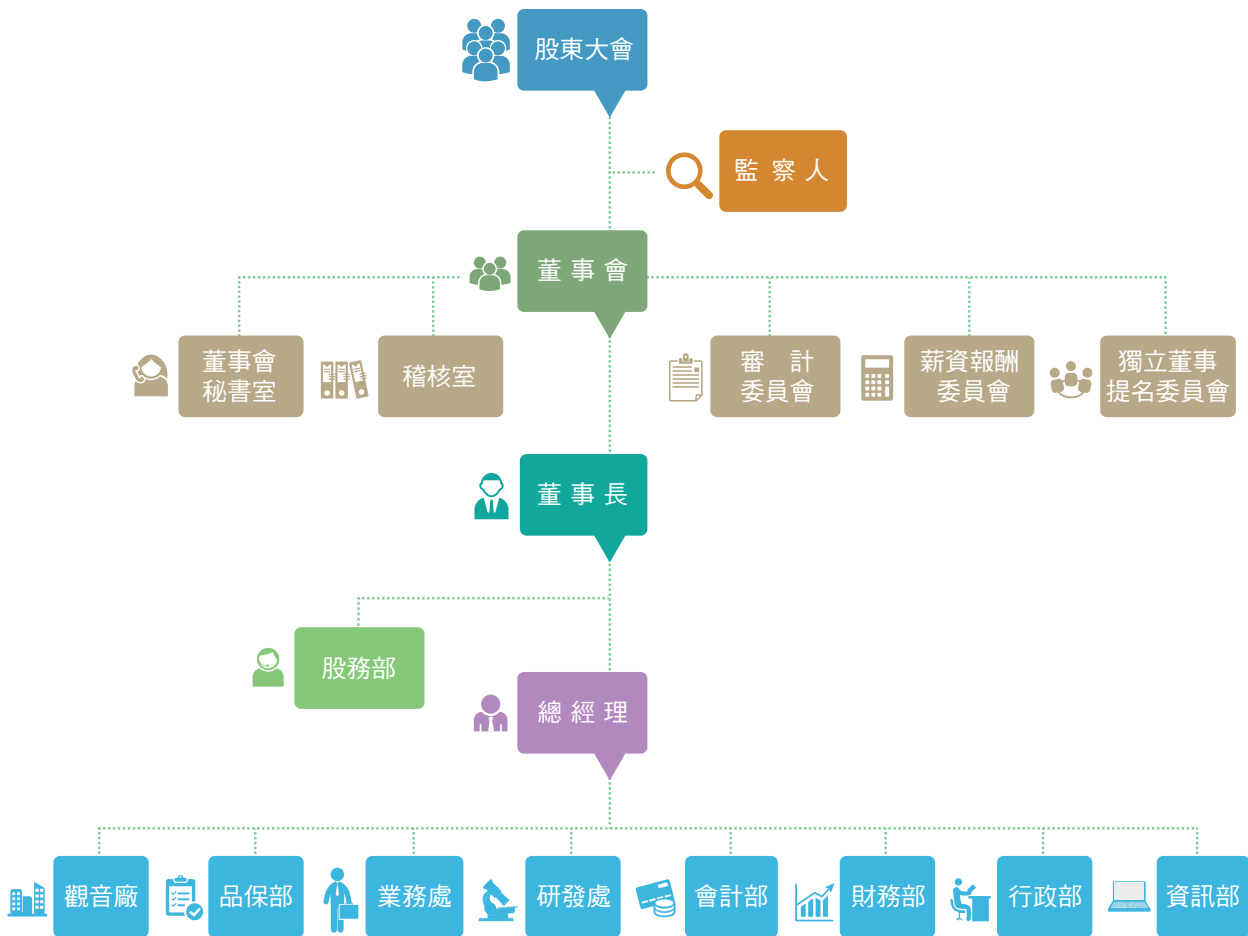 股東大會
監察人
董事會
董事會
秘書室
稽核室
審計
委員會
薪資報酬
委員會
獨立董事
提名委員會
董事長
股務部
總經理
觀音廠
品保部
業務處
研發處
會計部
財務部
行政部
資訊部